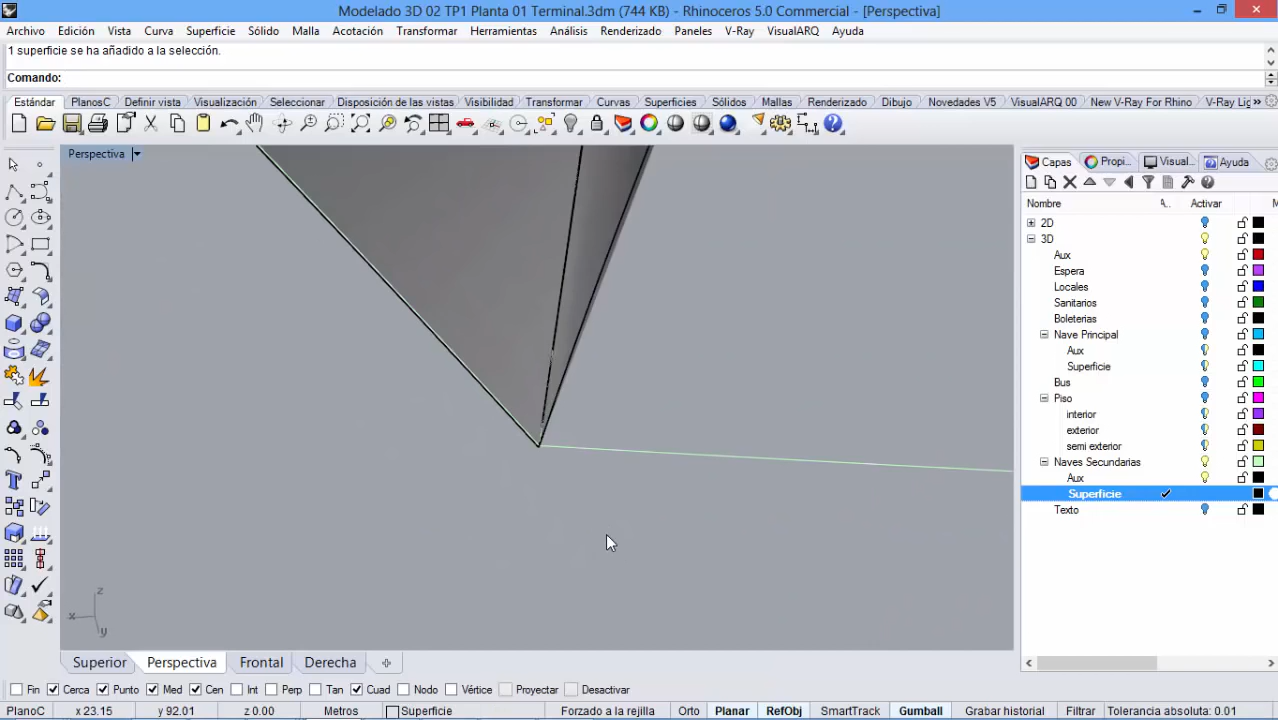 Modelado 3D 02 TP1 Planta 01 Terminal.3dm (744 KB) - Rhinoceros 5.0 Commercial - [Perspectiva]
Archivo Edición Vista Curva Superficie Sólido Malla Acotación Transformar Herramientas Análisis Renderizado Paneles V-Ray VisualARQ Ayuda
1 superficie se ha añadido a la selección.
Comando:
Estándar PlanosC Definir vista Visualización Seleccionar Disposición de las vistas Visibilidad Transformar Curvas Superficies Sólidos Mallas Renderizado Dibujo Novedades V5 VisualARQ 00 New V-Ray For Rhino V-Ray Lig »
Perspectiva
Capas Propi... Visual... Ayuda
Nombre A... Activar M
2D
3D
Aux
Espera
Locales
Sanitarios
Boleterias
Nave Principal
Aux
Superficie
Bus
Piso
interior
exterior
semi exterior
Naves Secundarias
Aux
Superficie
Texto
z
x
y
Superior Perspectiva Frontal Derecha
Fin Cerca Punto Med Cen Int Perp Tan Cuad Nodo Vértice Proyectar Desactivar
PlanoC x 23.15 y 92.01 z 0.00 Metros Superficie Forzado a la rejilla Orto Planar RefObj SmartTrack Gumball Grabar historial Filtrar Tolerancia absoluta: 0.01